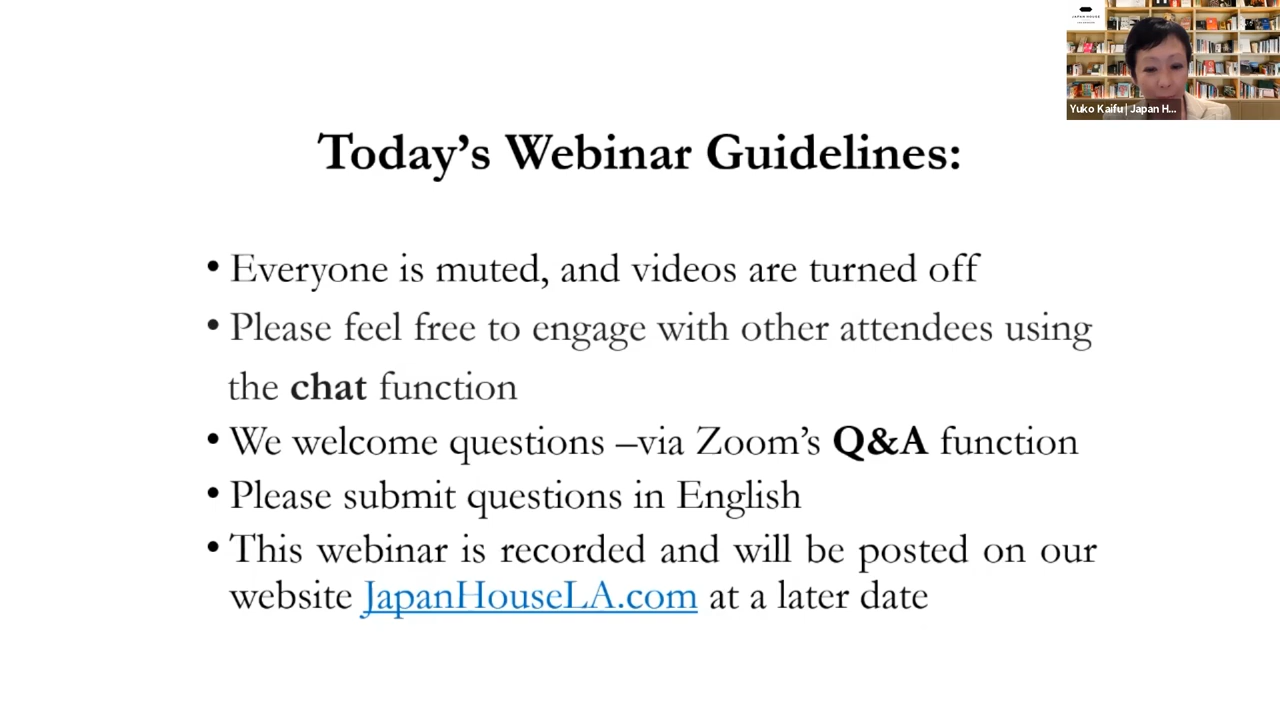 JAPAN HOUSE
Yuko Kaifu | Japan H...
Today's Webinar Guidelines:
• Everyone is muted, and videos are turned off
• Please feel free to engage with other attendees using
the chat function
• We welcome questions –via Zoom's Q&A function
• Please submit questions in English
• This webinar is recorded and will be posted on our
website JapanHouseLA.com at a later date